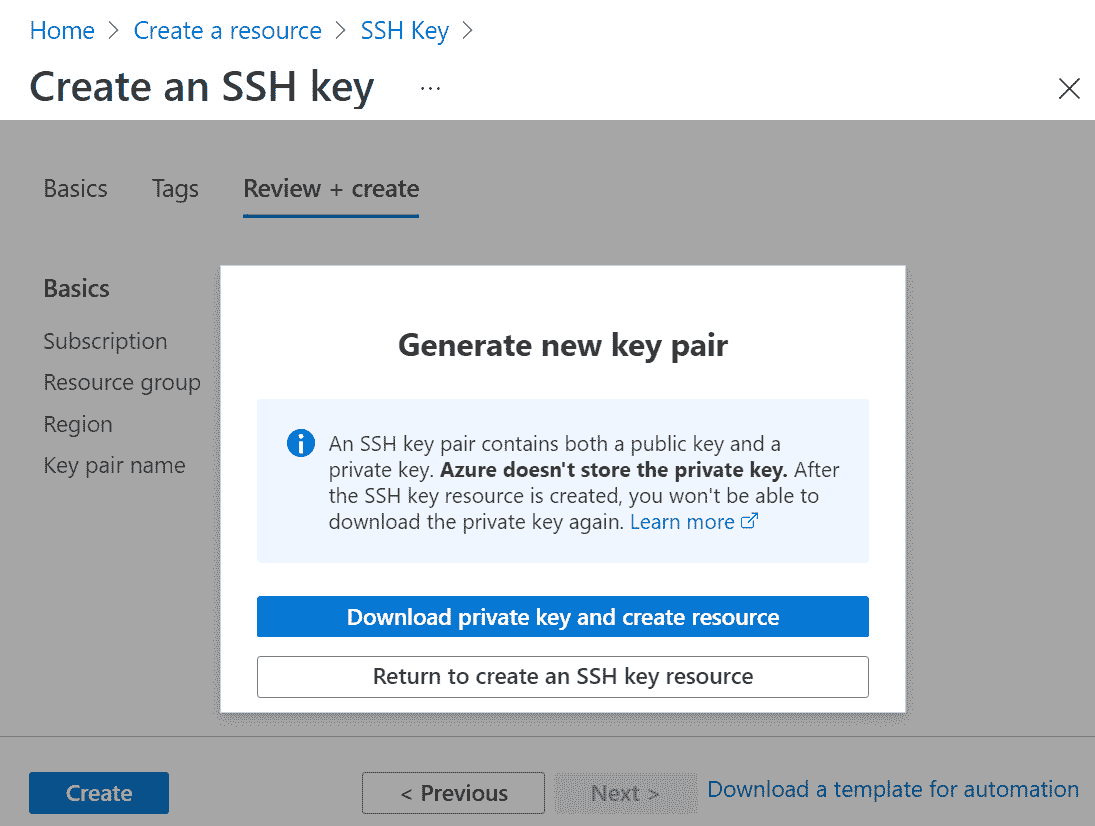 Home > Create a resource > SSH Key >
Create an SSH key ...
Basics Tags Review + create
Basics
Subscription
Resource group
Region
Key pair name
Generate new key pair
An SSH key pair contains both a public key and a
private key. Azure doesn't store the private key. After
the SSH key resource is created, you won't be able to
download the private key again. Learn more
Download private key and create resource
Return to create an SSH key resource
Create < Previous Next > Download a template for automation